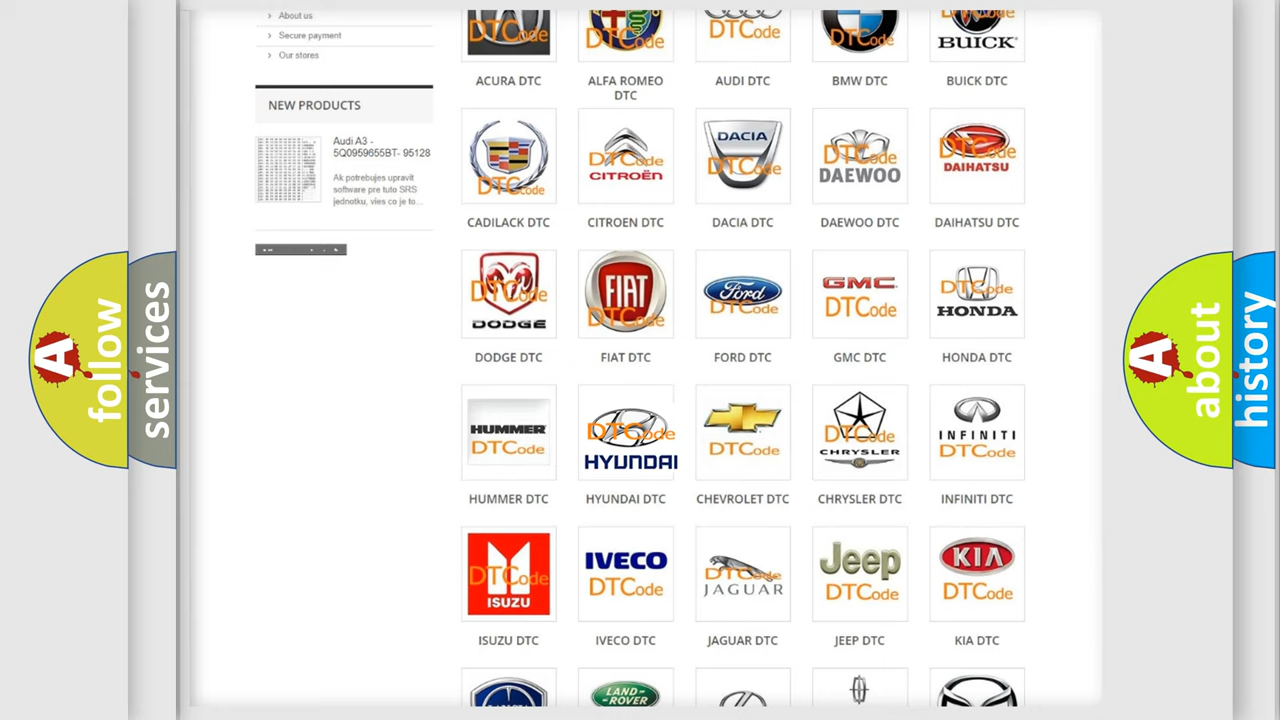 About us
Secure payment
Our stores
NEW PRODUCTS
Audi A3 -
5Q0959655BT- 95128
Ak potrebujes upravit
software pre tuto SRS
jednotku, vies co je to...
DTCode
DTCode
DTCode
DTCode
BUICK
ACURA DTC
ALFA ROMEO
DTC
AUDI DTC
BMW DTC
BUICK DTC
DTCode
DTCode
CITROËN
DACIA
DTCode
DTCode
DAEWOO
DTCode
DAIHATSU
CADILACK DTC
CITROEN DTC
DACIA DTC
DAEWOO DTC
DAIHATSU DTC
DTCode
DODGE
FIAT
DTCode
Ford
DTCode
GMC
DTCode
DTCode
HONDA
DODGE DTC
FIAT DTC
FORD DTC
GMC DTC
HONDA DTC
HUMMER
DTCode
DTCode
HYUNDAI
DTCode
DTCode
CHRYSLER
INFINITI
DTCode
HUMMER DTC
HYUNDAI DTC
CHEVROLET DTC
CHRYSLER DTC
INFINITI DTC
DTCode
ISUZU
IVECO
DTCode
DTCode
JAGUAR
Jeep
DTCode
KIA
DTCode
ISUZU DTC
IVECO DTC
JAGUAR DTC
JEEP DTC
KIA DTC
LAND-
ROVER
A
follow
services
A
about
history